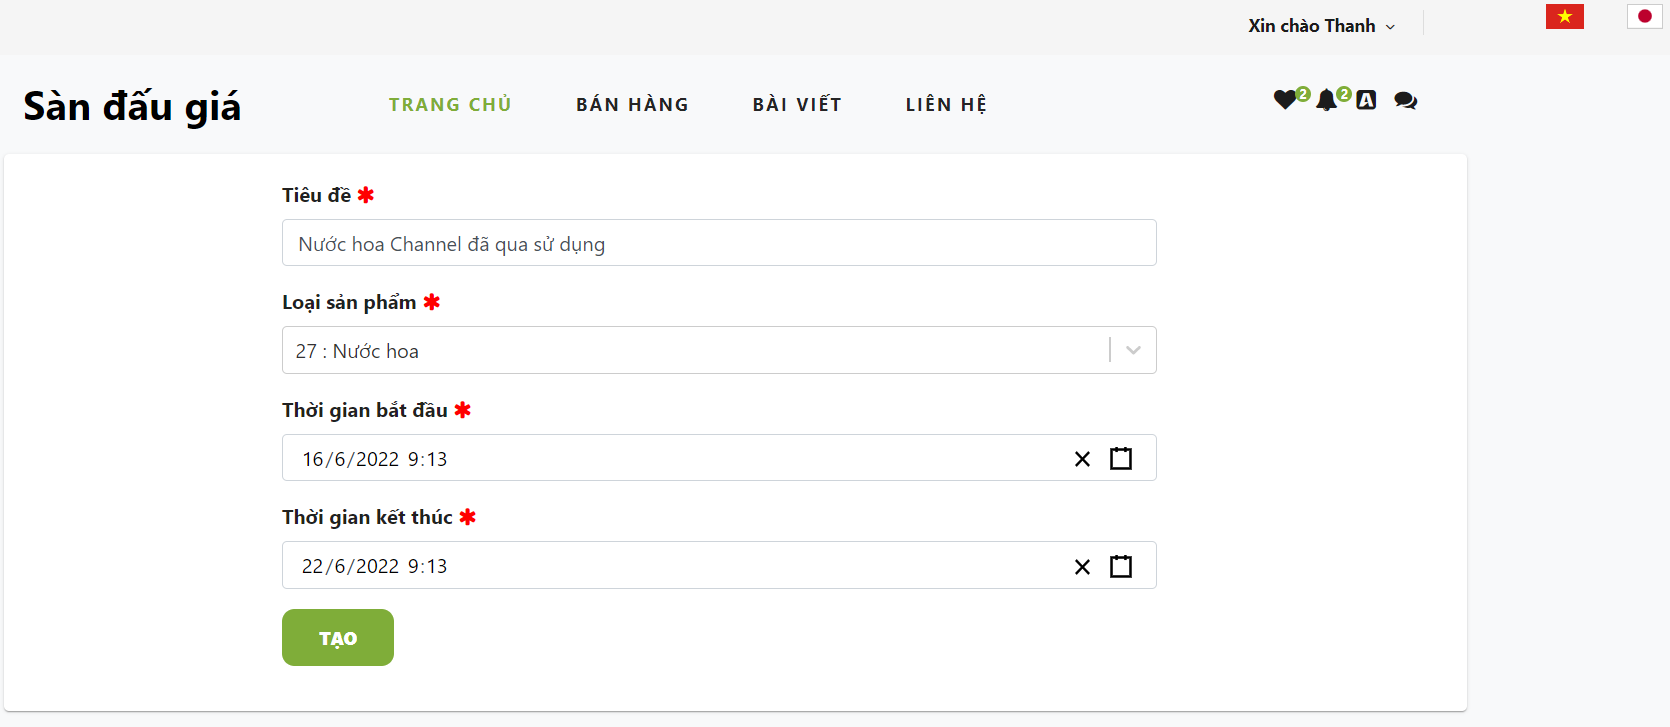 Xin chào Thanh
Sàn đấu giá
TRANG CHỦ
BÁN HÀNG
BÀI VIẾT
LIÊN HỆ
2
2
A
Tiêu đề *
Nước hoa Channel đã qua sử dụng
Loại sản phẩm *
27 : Nước hoa
Thời gian bắt đầu *
16/6/2022 9:13
Thời gian kết thúc *
22/6/2022 9:13
TẠO